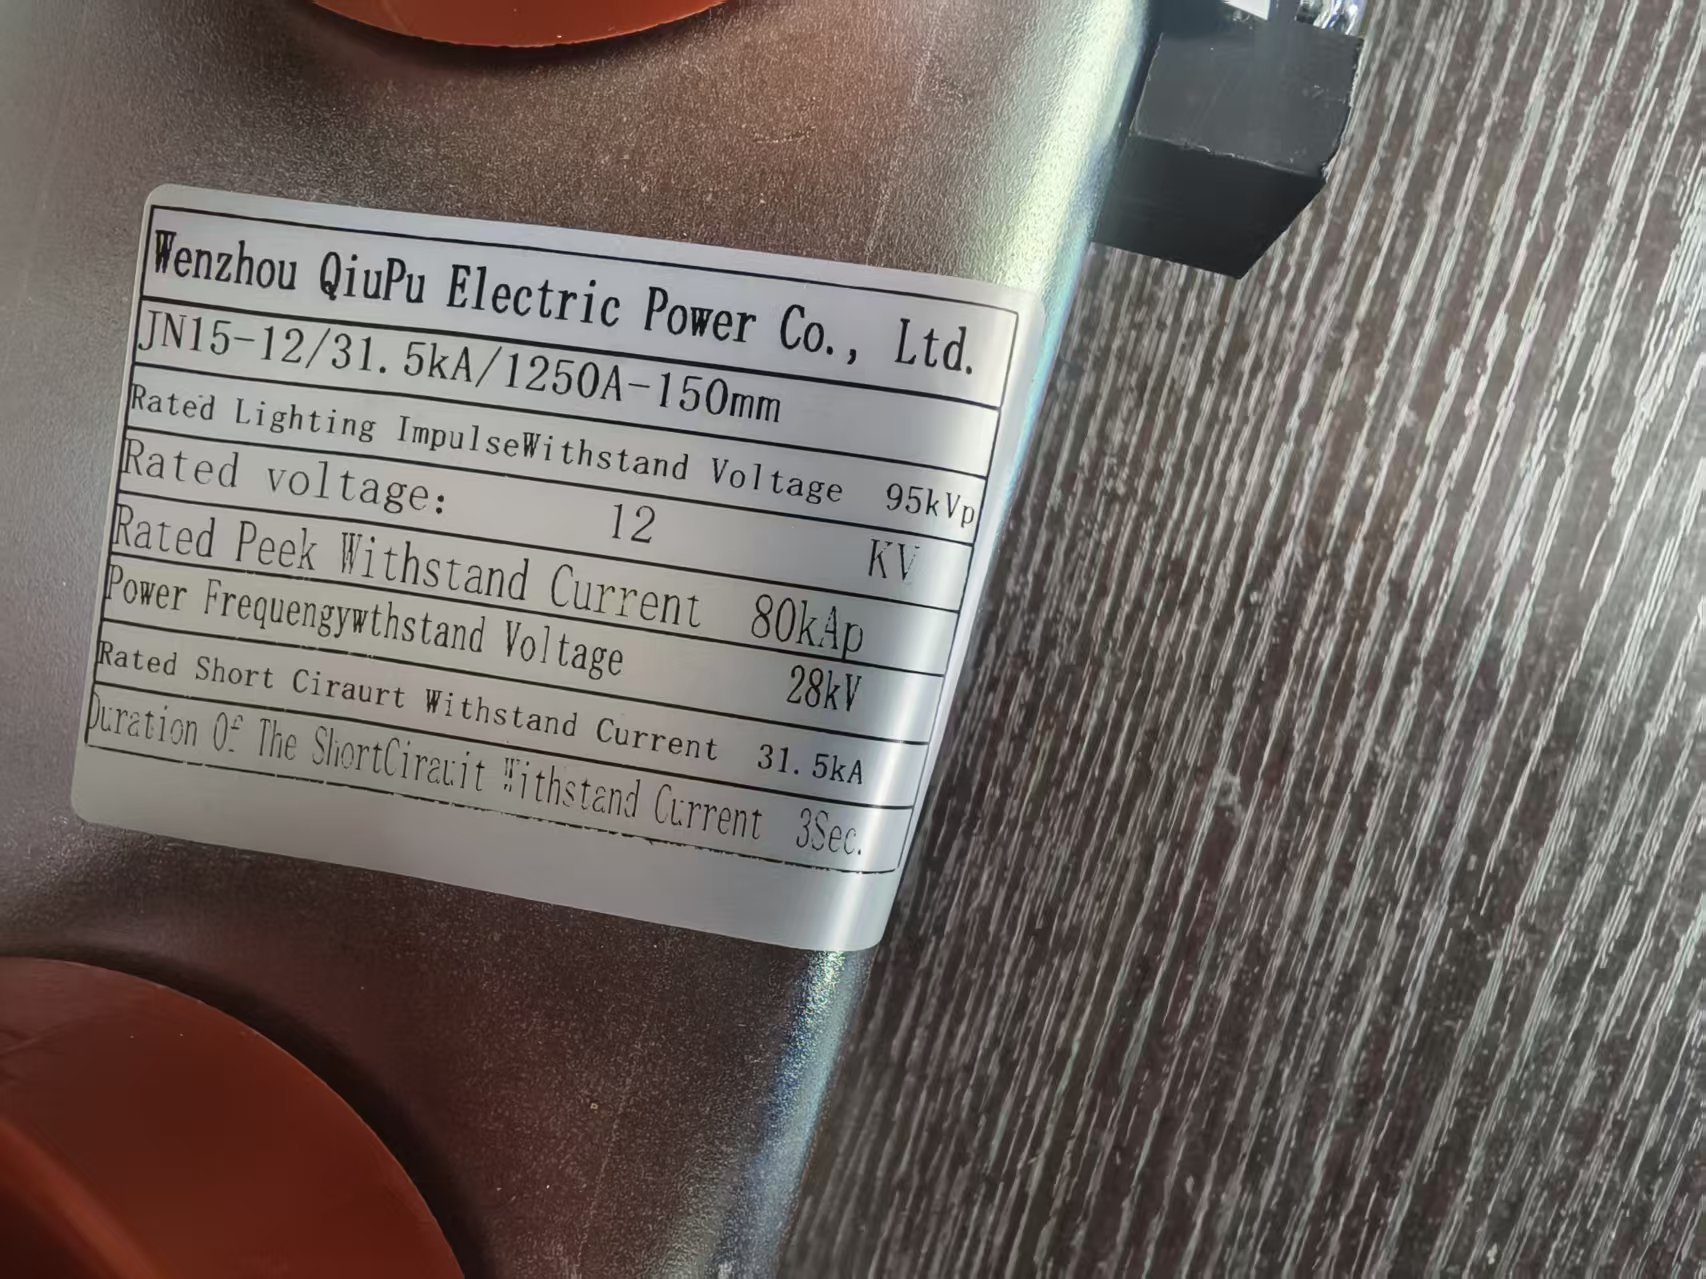 Wenzhou QiuPu Electric Power Co., Ltd.
JN15-12/31.5kA/1250A-150mm
Rated Lighting ImpulseWithstand Voltage 95kVp
Rated voltage: 12 KV
Rated Peek Withstand Current 80kAp
Power Frequengywthstand Voltage 28kV
Rated Short Ciraurt Withstand Current 31.5kA
Duration Of The ShortCirauit Withstand Current 3Sec.